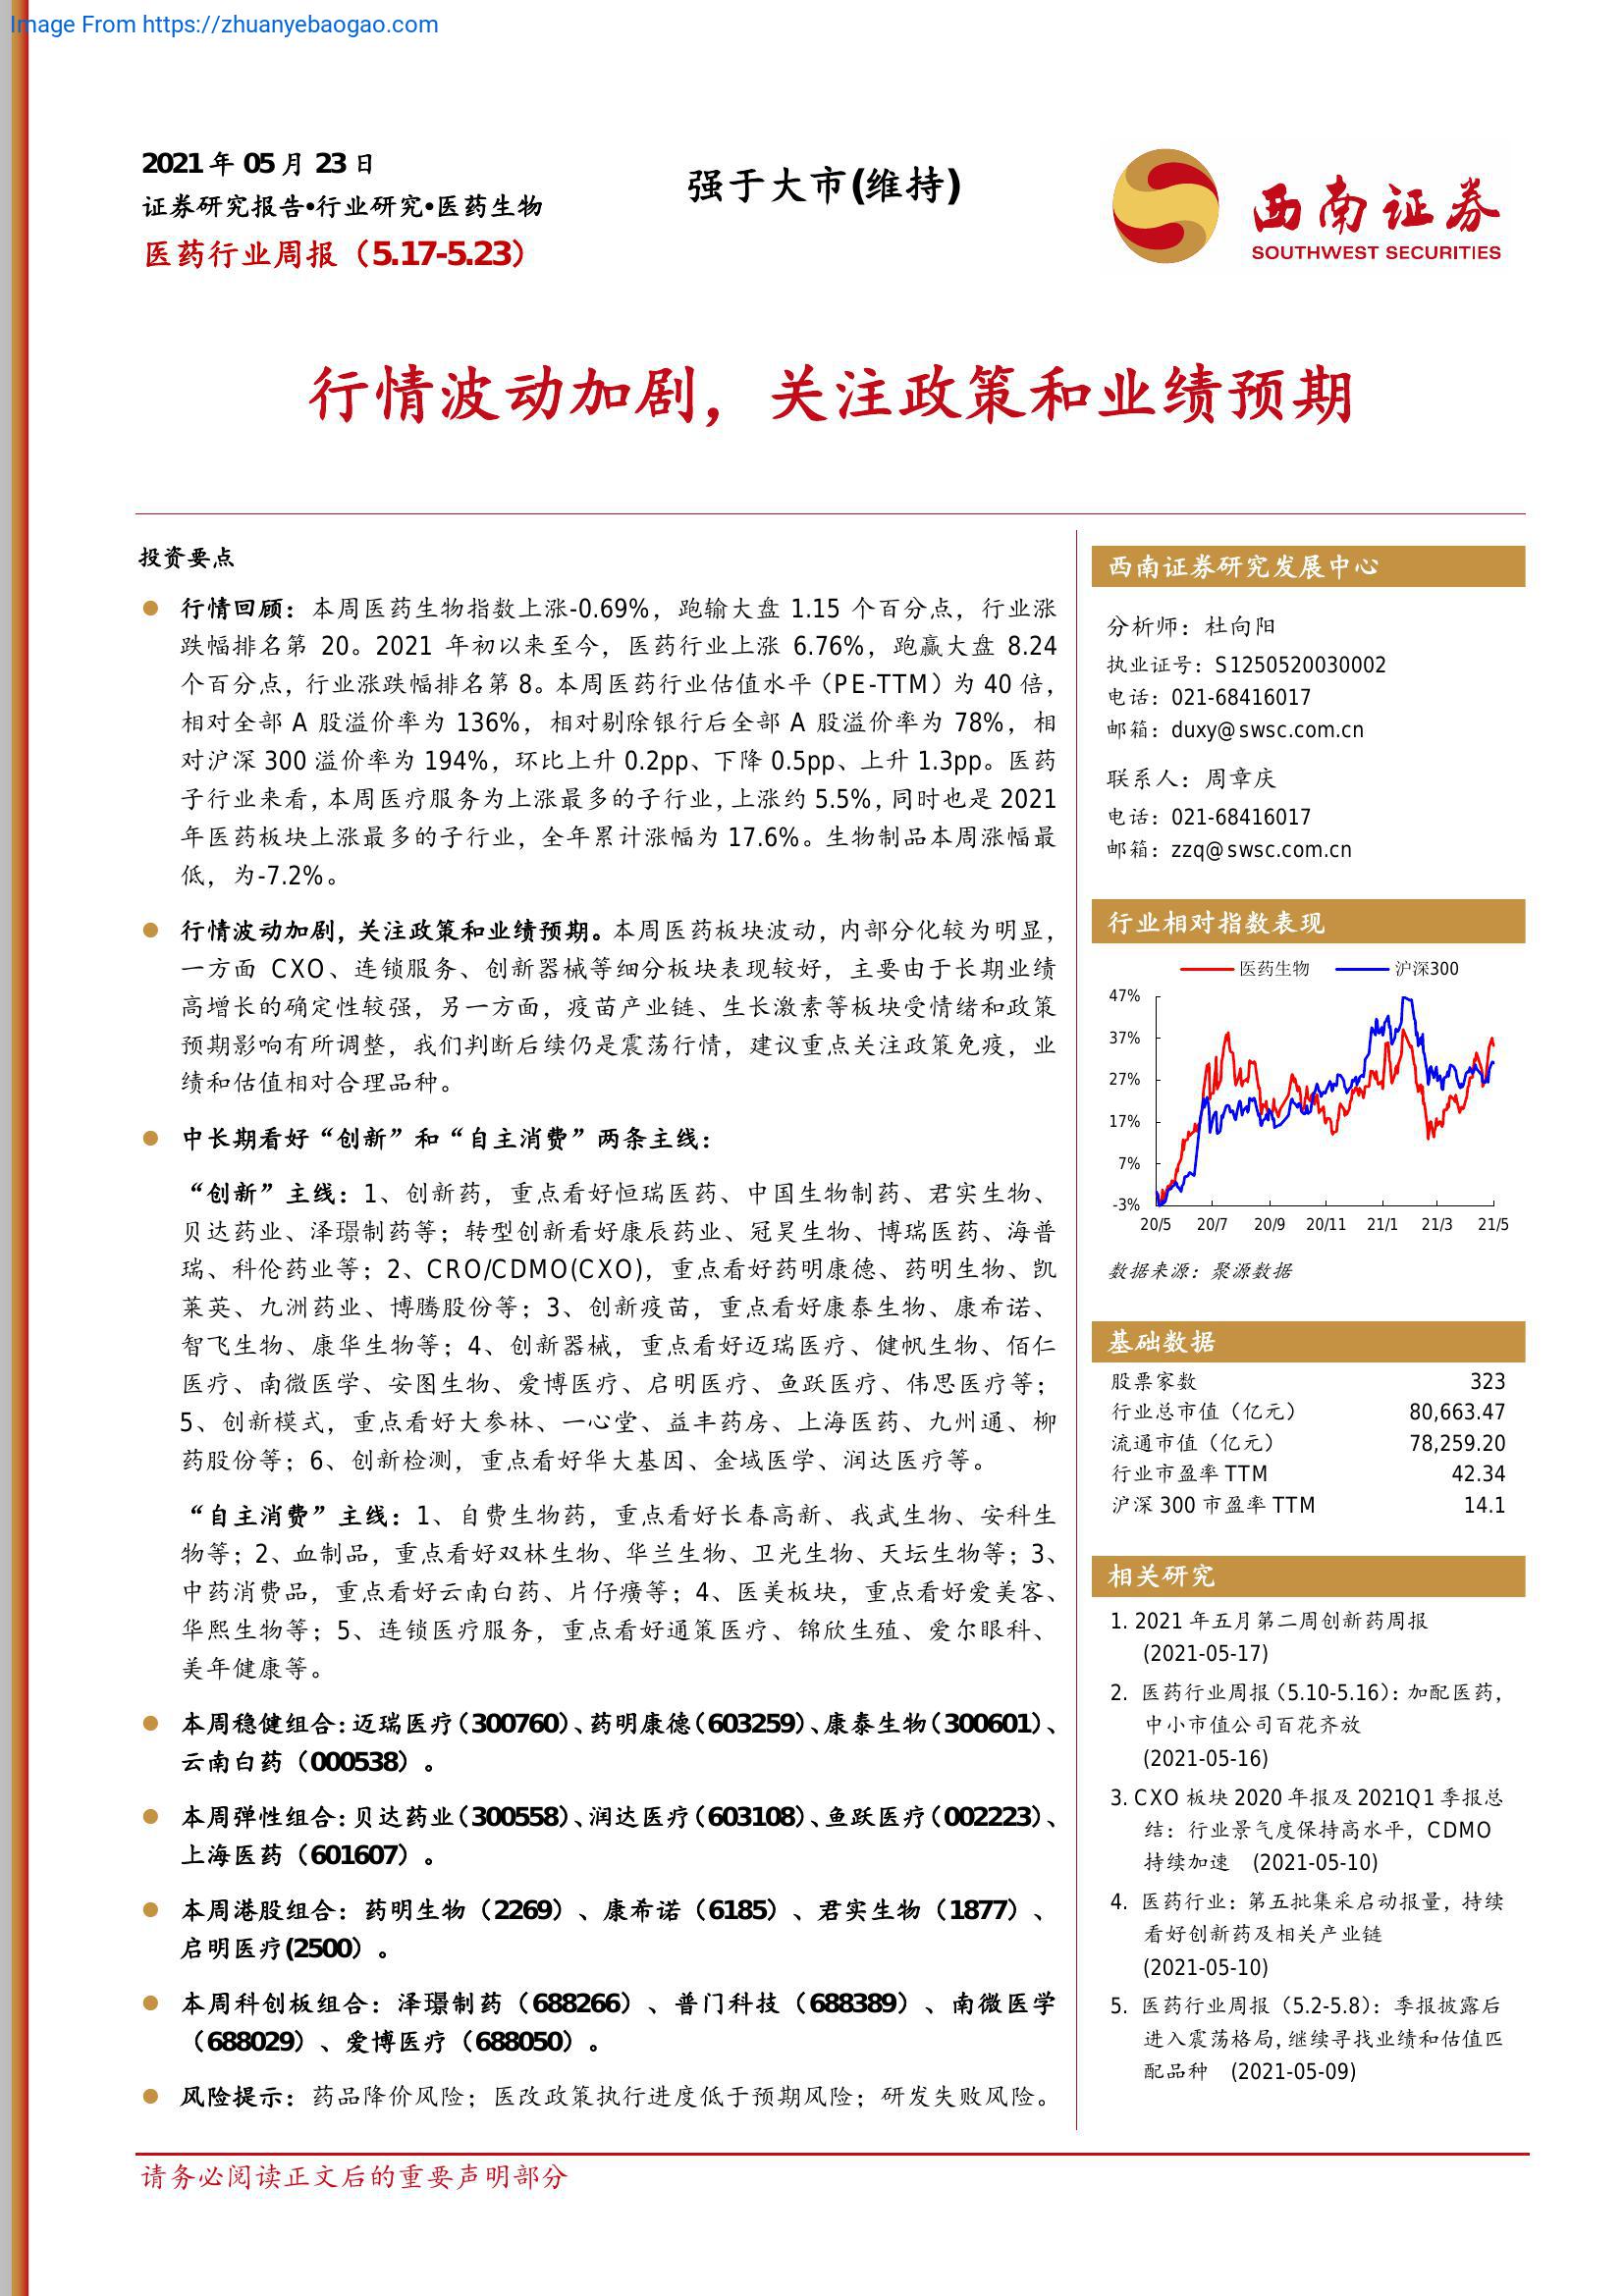 Image From https://zhuanyebaogao.com
2021 年 05 月 23 日
证券研究报告•行业研究•医药生物
医药行业周报（5.17-5.23）
强于大市(维持)
西南证券
SOUTHWEST SECURITIES
行情波动加剧，关注政策和业绩预期
投资要点
行情回顾：本周医药生物指数上涨-0.69%，跑输大盘 1.15 个百分点，行业涨
跌幅排名第 20。2021 年初以来至今，医药行业上涨 6.76%，跑赢大盘 8.24
个百分点，行业涨跌幅排名第 8。本周医药行业估值水平（PE-TTM）为 40 倍，
相对全部 A 股溢价率为 136%，相对剔除银行后全部 A 股溢价率为 78%，相
对沪深 300 溢价率为 194%，环比上升 0.2pp、下降 0.5pp、上升 1.3pp。医药
子行业来看，本周医疗服务为上涨最多的子行业，上涨约 5.5%，同时也是 2021
年医药板块上涨最多的子行业，全年累计涨幅为 17.6%。生物制品本周涨幅最
低，为-7.2%。
行情波动加剧，关注政策和业绩预期。本周医药板块波动，内部分化较为明显，
一方面 CXO、连锁服务、创新器械等细分板块表现较好，主要由于长期业绩
高增长的确定性较强，另一方面，疫苗产业链、生长激素等板块受情绪和政策
预期影响有所调整，我们判断后续仍是震荡行情，建议重点关注政策免疫，业
绩和估值相对合理品种。
中长期看好“创新”和“自主消费”两条主线：
“创新”主线：1、创新药，重点看好恒瑞医药、中国生物制药、君实生物、
贝达药业、泽璟制药等；转型创新看好康辰药业、冠昊生物、博瑞医药、海普
瑞、科伦药业等；2、CRO/CDMO(CXO)，重点看好药明康德、药明生物、凯
莱英、九洲药业、博腾股份等；3、创新疫苗，重点看好康泰生物、康希诺、
智飞生物、康华生物等；4、创新器械，重点看好迈瑞医疗、健帆生物、佰仁
医疗、南微医学、安图生物、爱博医疗、启明医疗、鱼跃医疗、伟思医疗等；
5、创新模式，重点看好大参林、一心堂、益丰药房、上海医药、九州通、柳
药股份等；6、创新检测，重点看好华大基因、金域医学、润达医疗等。
“自主消费”主线：1、自费生物药，重点看好长春高新、我武生物、安科生
物等；2、血制品，重点看好双林生物、华兰生物、卫光生物、天坛生物等；3、
中药消费品，重点看好云南白药、片仔癀等；4、医美板块，重点看好爱美客、
华熙生物等；5、连锁医疗服务，重点看好通策医疗、锦欣生殖、爱尔眼科、
美年健康等。
本周稳健组合：迈瑞医疗（300760）、药明康德（603259）、康泰生物（300601）、
云南白药（000538）。
本周弹性组合：贝达药业（300558）、润达医疗（603108）、鱼跃医疗（002223）、
上海医药（601607）。
本周港股组合：药明生物（2269）、康希诺（6185）、君实生物（1877）、
启明医疗(2500）。
本周科创板组合：泽璟制药（688266）、普门科技（688389）、南微医学
（688029）、爱博医疗（688050）。
风险提示：药品降价风险；医改政策执行进度低于预期风险；研发失败风险。
西南证券研究发展中心
分析师：杜向阳
执业证号：S1250520030002
电话：021-68416017
邮箱：duxy@swsc.com.cn
联系人：周章庆
电话：021-68416017
邮箱：zzq@swsc.com.cn
行业相对指数表现
医药生物 沪深300
47%
37%
27%
17%
7%
-3%
20/5 20/7 20/9 20/11 21/1 21/3 21/5
数据来源：聚源数据
基础数据
股票家数 323
行业总市值（亿元） 80,663.47
流通市值（亿元） 78,259.20
行业市盈率 TTM 42.34
沪深 300 市盈率 TTM 14.1
相关研究
1. 2021 年五月第二周创新药周报
(2021-05-17)
2. 医药行业周报（5.10-5.16）：加配医药，
中小市值公司百花齐放
(2021-05-16)
3. CXO 板块 2020 年报及 2021Q1 季报总
结：行业景气度保持高水平，CDMO
持续加速 (2021-05-10)
4. 医药行业：第五批集采启动报量，持续
看好创新药及相关产业链
(2021-05-10)
5. 医药行业周报（5.2-5.8）：季报披露后
进入震荡格局，继续寻找业绩和估值匹
配品种 (2021-05-09)
请务必阅读正文后的重要声明部分